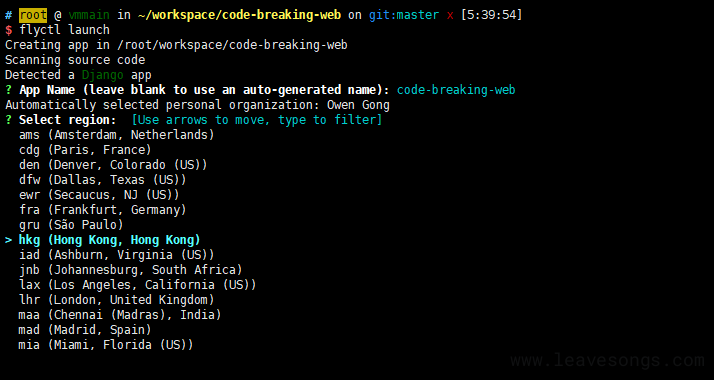 # root @ vmmain in ~/workspace/code-breaking-web on git:master x [5:39:54]
$ flyctl launch
Creating app in /root/workspace/code-breaking-web
Scanning source code
Detected a Django app
? App Name (leave blank to use an auto-generated name): code-breaking-web
Automatically selected personal organization: Owen Gong
? Select region:  [Use arrows to move, type to filter]
  ams (Amsterdam, Netherlands)
  cdg (Paris, France)
  den (Denver, Colorado (US))
  dfw (Dallas, Texas (US))
  ewr (Secaucus, NJ (US))
  fra (Frankfurt, Germany)
  gru (São Paulo)
> hkg (Hong Kong, Hong Kong)
  iad (Ashburn, Virginia (US))
  jnb (Johannesburg, South Africa)
  lax (Los Angeles, California (US))
  lhr (London, United Kingdom)
  maa (Chennai (Madras), India)
  mad (Madrid, Spain)
  mia (Miami, Florida (US))
www.leavesongs.com